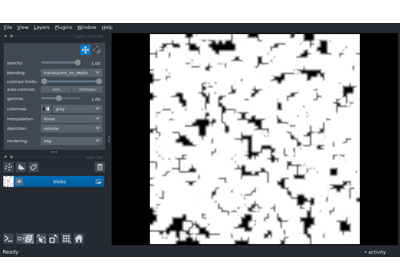 File View Layers Plugins Window Help
opacity: 1.00
blending: translucent_no_depth
contrast limits:
auto-contrast: once continuous
gamma: 1.00
colormap: gray
interpolation: linear
depiction: volume
rendering: mip
blobs
Ready activity